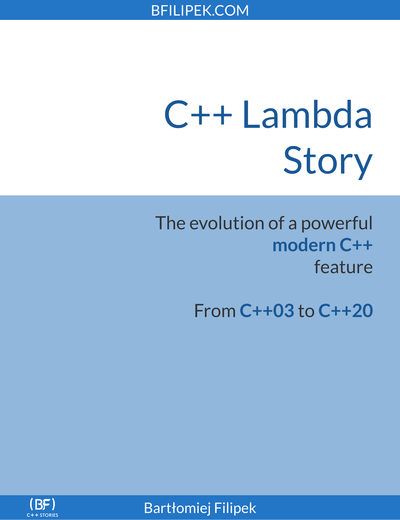 BFILIPEK.COM
C++ Lambda
Story
The evolution of a powerful
modern C++
feature
From C++03 to C++20
(BF)
C++ STORIES
Bartłomiej Filipek